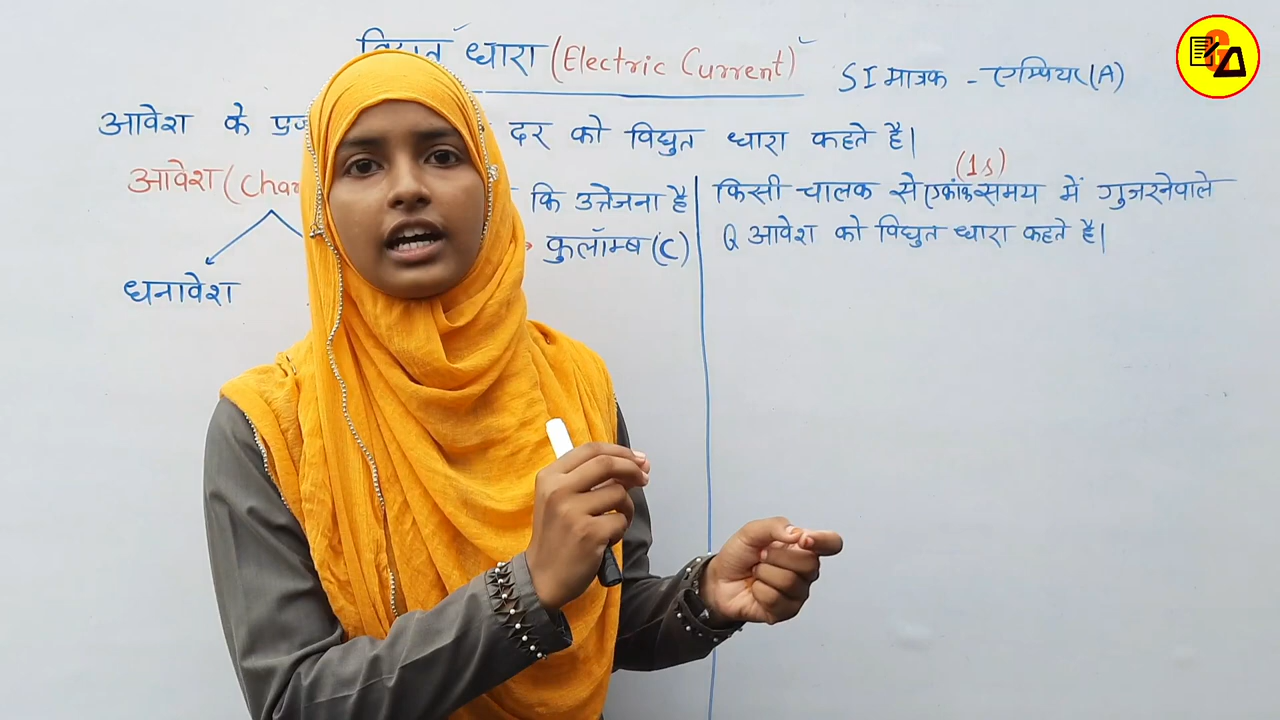 विद्युत धारा (Electric Current)
SI मात्रक - एम्पियर (A)
आवेश के दर को विद्युत धारा कहते है।
आवेश (
कि उत्तेजना है
कुलॉम्ब (C)
धनावेश
(1s)
किसी चालक से एकांक समय में गुजरनेवाले
Q आवेश को विद्युत धारा कहते है।